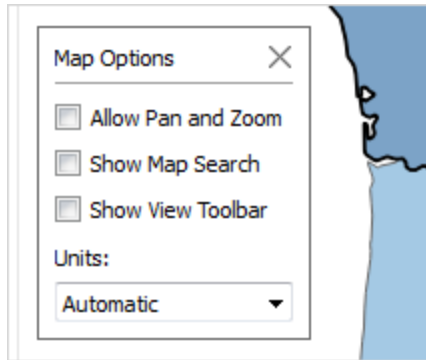 Map Options
Allow Pan and Zoom
Show Map Search
Show View Toolbar
Units:
Automatic